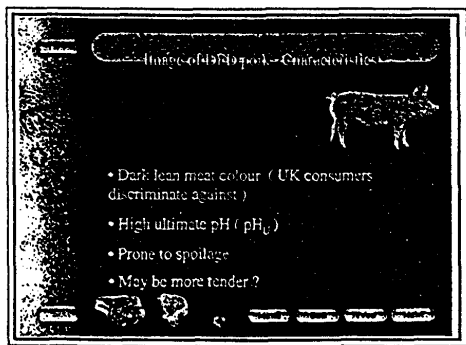 Image of DFD pork - Characteristics
• Dark lean meat colour ( UK consumers
discriminate against )
• High ultimate pH ( pHU )
• Prone to spoilage
• May be more tender ?